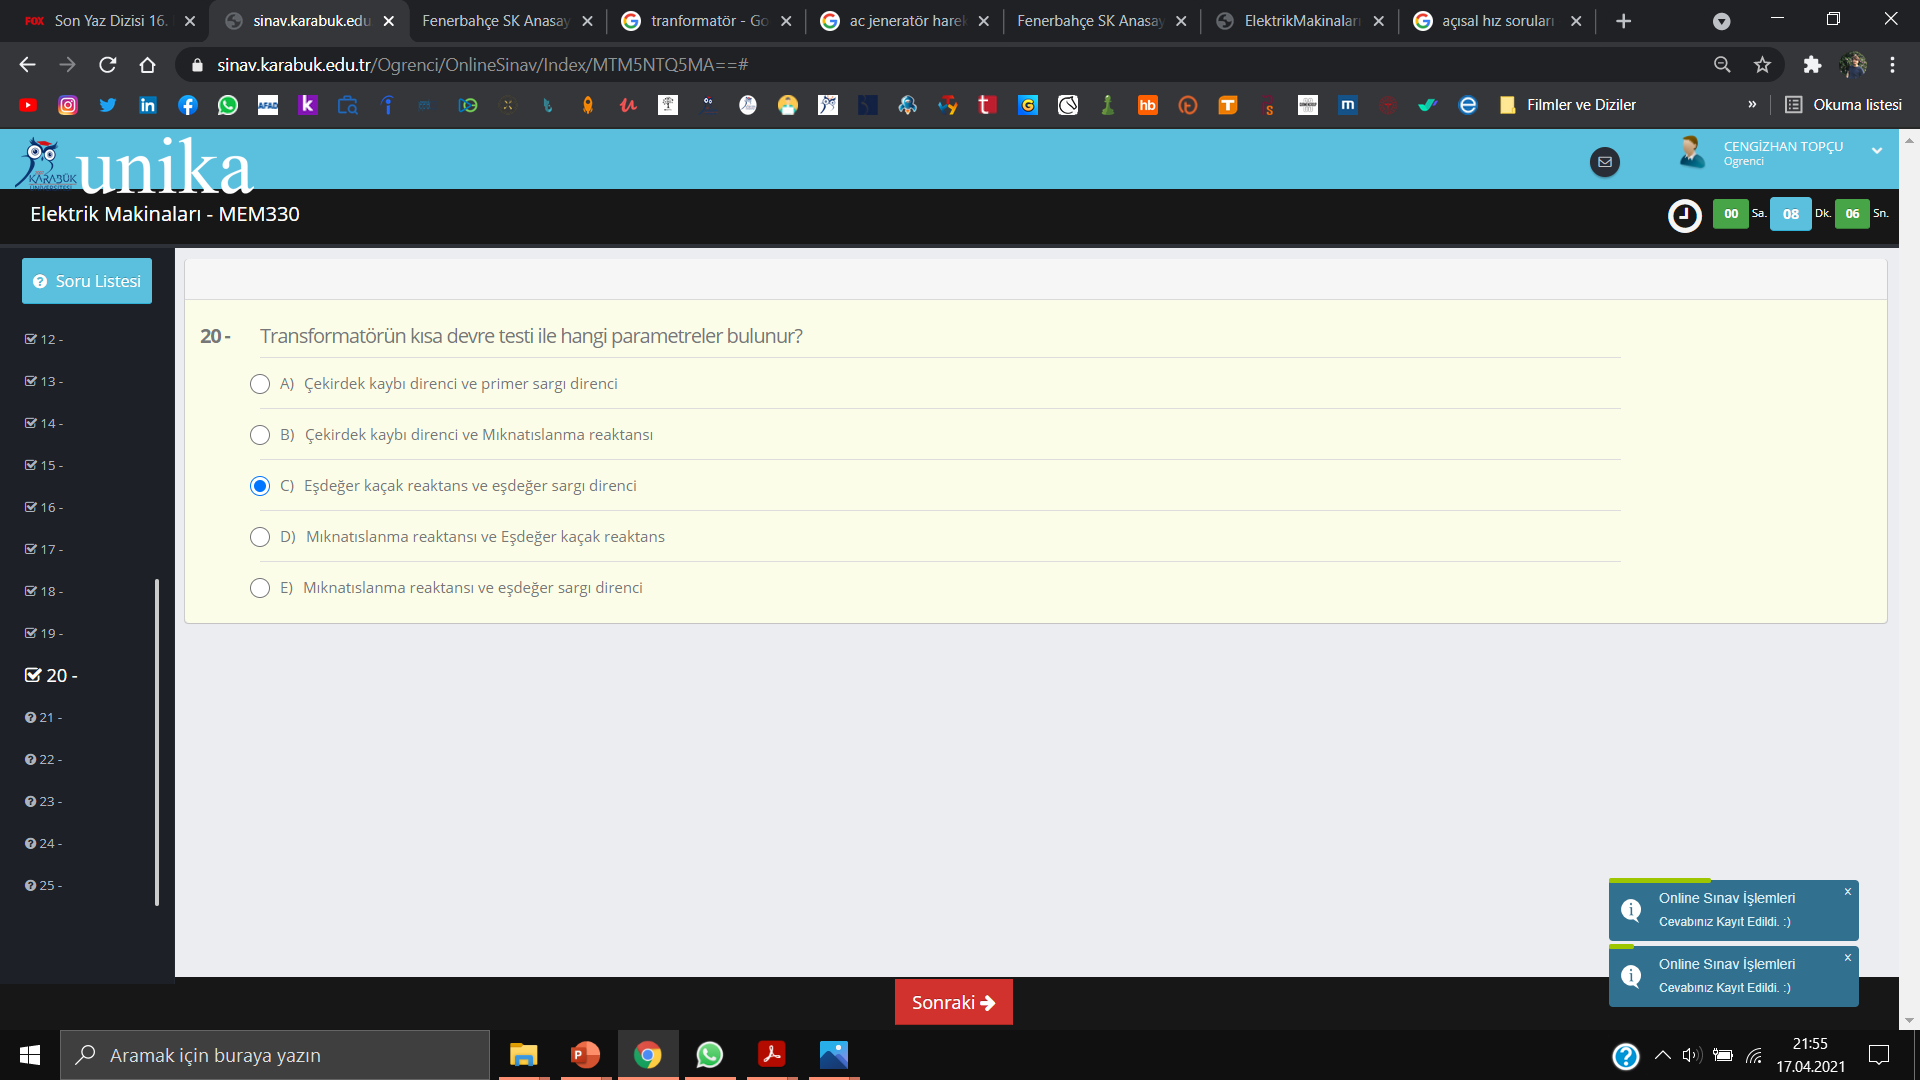 FOX Son Yaz Dizisi 16.
sinav.karabuk.edu
Fenerbahçe SK Anasay
tranformatör - Go
ac jeneratör harek
Fenerbahçe SK Anasay
ElektrikMakinaları
açısal hız soruları
sinav.karabuk.edu.tr/Ogrenci/OnlineSinav/Index/MTM5NTQ5MA==#
Filmler ve Diziler
»
Okuma listesi
KARABÜK
unika
CENGİZHAN TOPÇU
Ogrenci
Elektrik Makinaları - MEM330
00 Sa. 08 Dk. 06 Sn.
Soru Listesi
12 -
13 -
14 -
15 -
16 -
17 -
18 -
19 -
20 -
21 -
22 -
23 -
24 -
25 -
20 - Transformatörün kısa devre testi ile hangi parametreler bulunur?
A) Çekirdek kaybı direnci ve primer sargı direnci
B) Çekirdek kaybı direnci ve Mıknatıslanma reaktansı
C) Eşdeğer kaçak reaktans ve eşdeğer sargı direnci
D) Mıknatıslanma reaktansı ve Eşdeğer kaçak reaktans
E) Mıknatıslanma reaktansı ve eşdeğer sargı direnci
Online Sınav İşlemleri
Cevabınız Kayıt Edildi. :)
Online Sınav İşlemleri
Cevabınız Kayıt Edildi. :)
Sonraki
Aramak için buraya yazın
21:55
17.04.2021